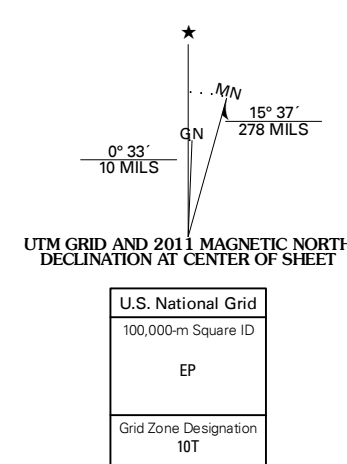 ★
MN
GN
15° 37´
278 MILS
0° 33´
10 MILS
UTM GRID AND 2011 MAGNETIC NORTH
DECLINATION AT CENTER OF SHEET
U.S. National Grid
100,000-m Square ID
EP
Grid Zone Designation
10T